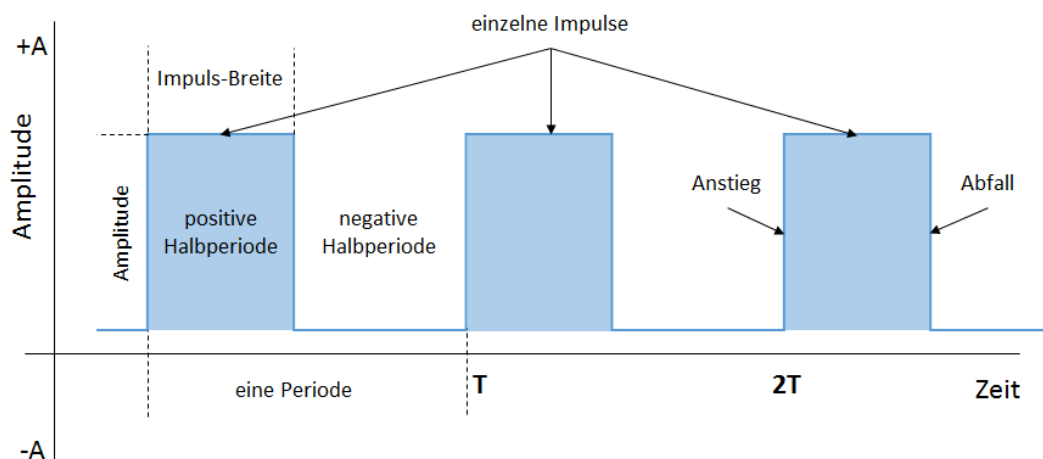 einzelne Impulse
+A
Impuls-Breite
Amplitude
Amplitude
positive
Halbperiode
negative
Halbperiode
Anstieg
Abfall
eine Periode
T
2T
Zeit
-A